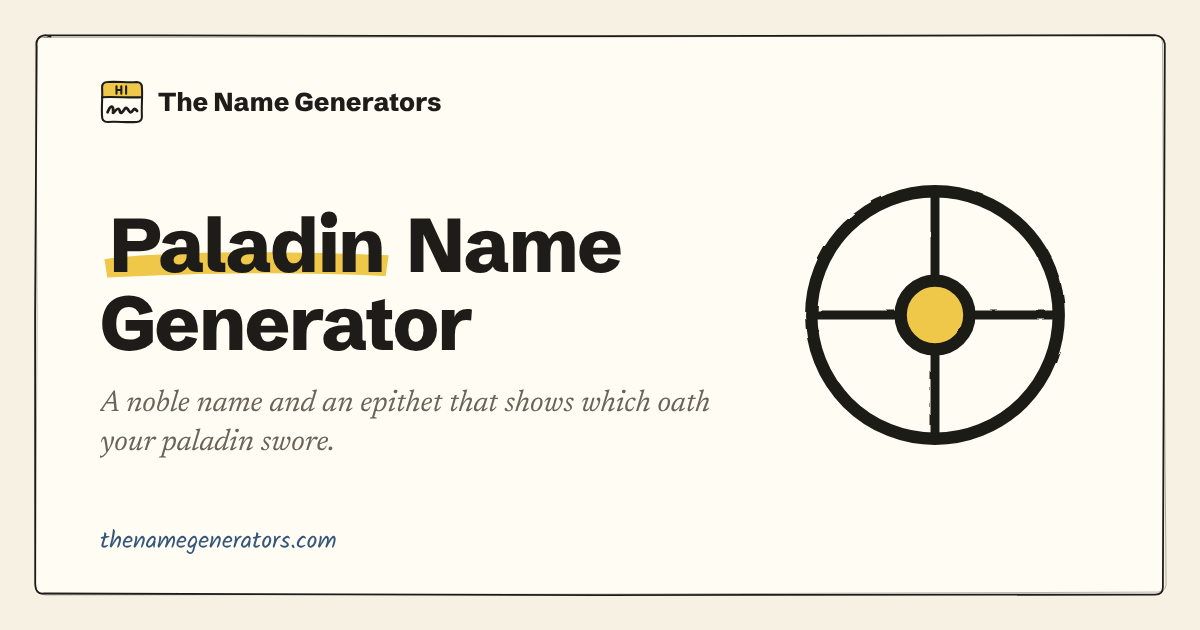 HI
The Name Generators
Paladin Name
Generator
A noble name and an epithet that shows which oath
your paladin swore.
thenamegenerators.com